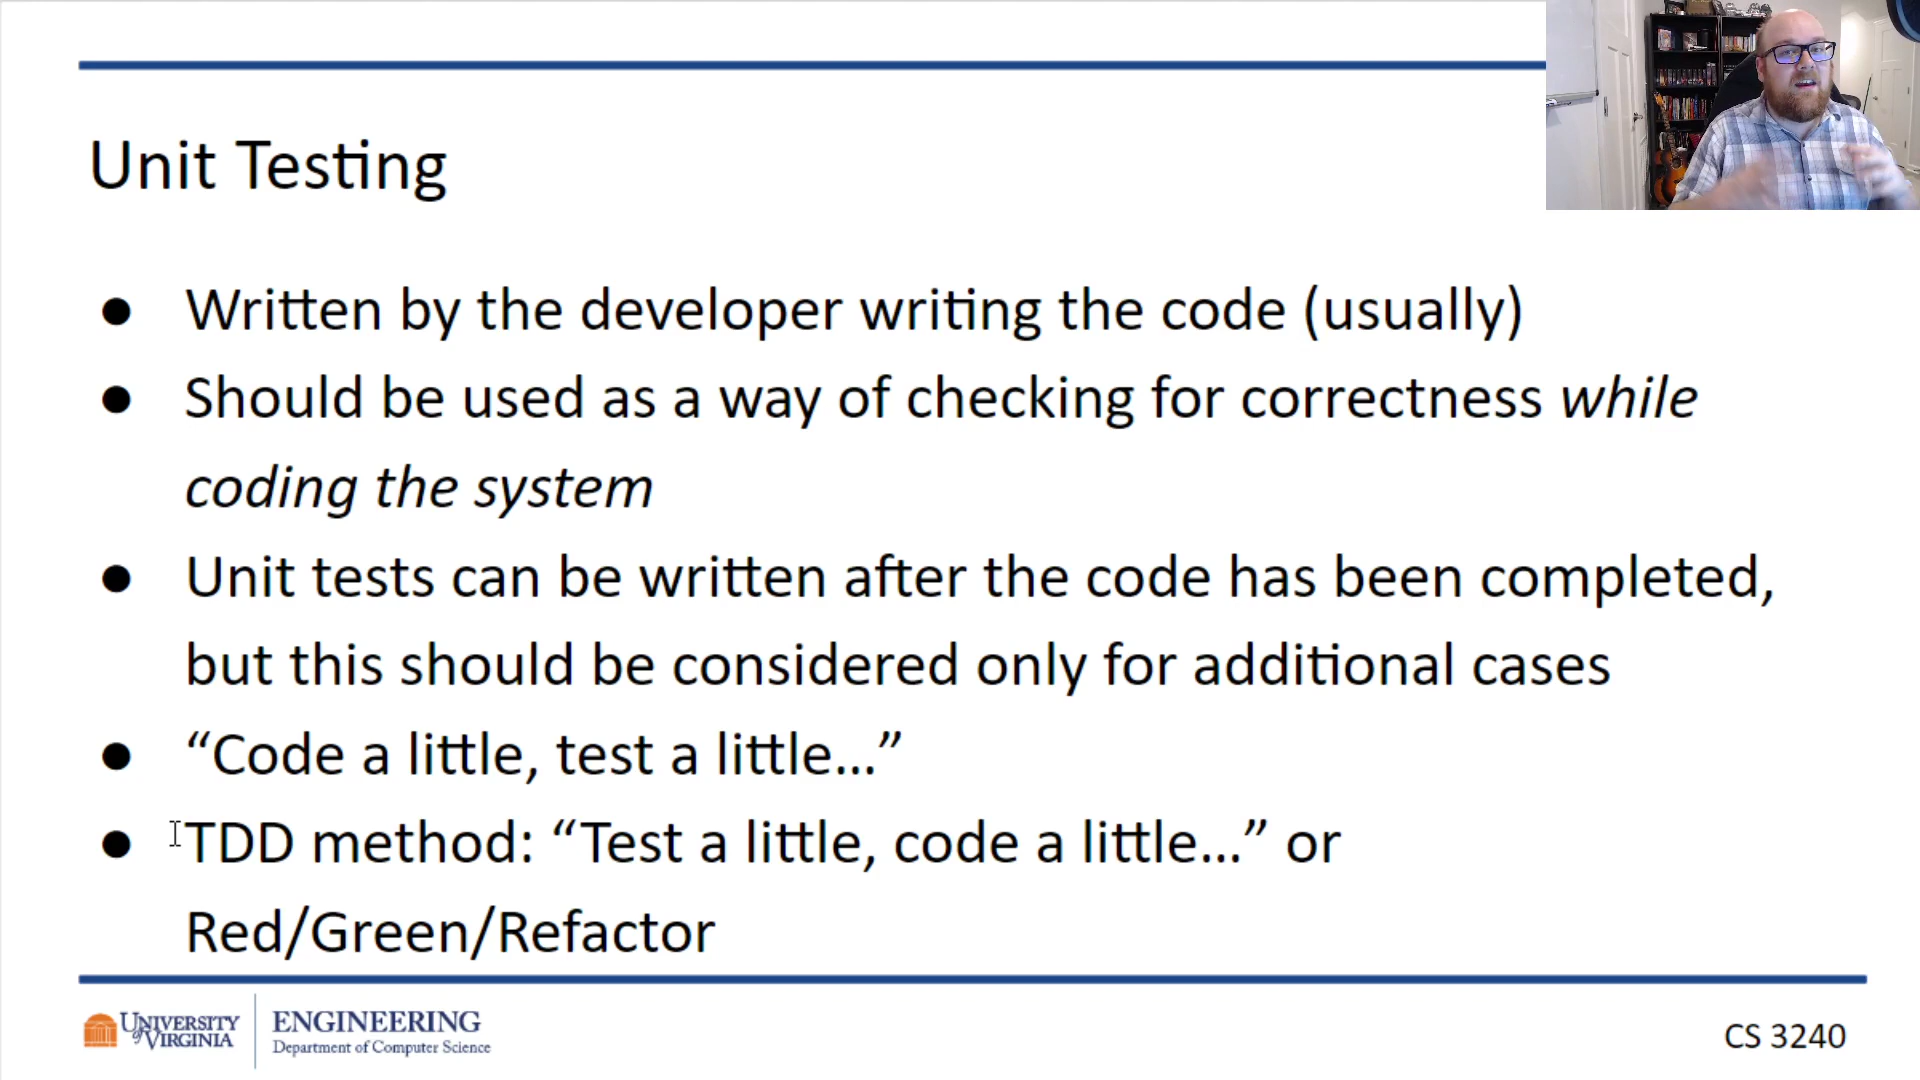 Unit Testing
● Written by the developer writing the code (usually)
● Should be used as a way of checking for correctness while
coding the system
● Unit tests can be written after the code has been completed,
but this should be considered only for additional cases
● “Code a little, test a little…”
● TDD method: “Test a little, code a little…” or
Red/Green/Refactor
UNIVERSITY
of VIRGINIA
ENGINEERING
Department of Computer Science
CS 3240